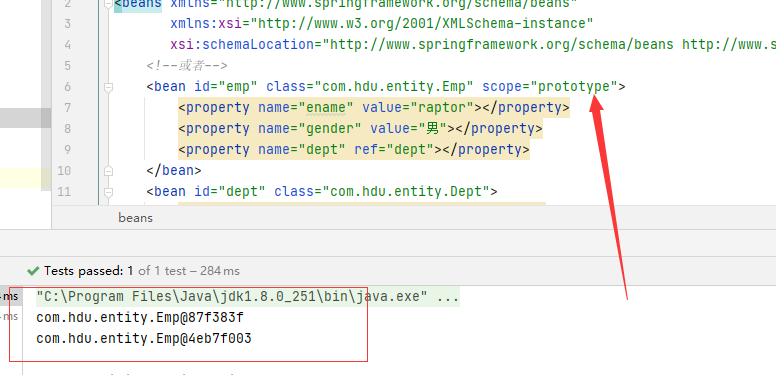 2 <beans xmlns="http://www.springframework.org/schema/beans"
3 xmlns:xsi="http://www.w3.org/2001/XMLSchema-instance"
4 xsi:schemaLocation="http://www.springframework.org/schema/beans http://www.s
5 <!--或者-->
6 <bean id="emp" class="com.hdu.entity.Emp" scope="prototype">
7 <property name="ename" value="raptor"></property>
8 <property name="gender" value="男"></property>
9 <property name="dept" ref="dept"></property>
10 </bean>
11 <bean id="dept" class="com.hdu.entity.Dept">
beans
Tests passed: 1 of 1 test – 284 ms
ms "C:\Program Files\Java\jdk1.8.0_251\bin\java.exe" ...
ms com.hdu.entity.Emp@87f383f
com.hdu.entity.Emp@4eb7f003